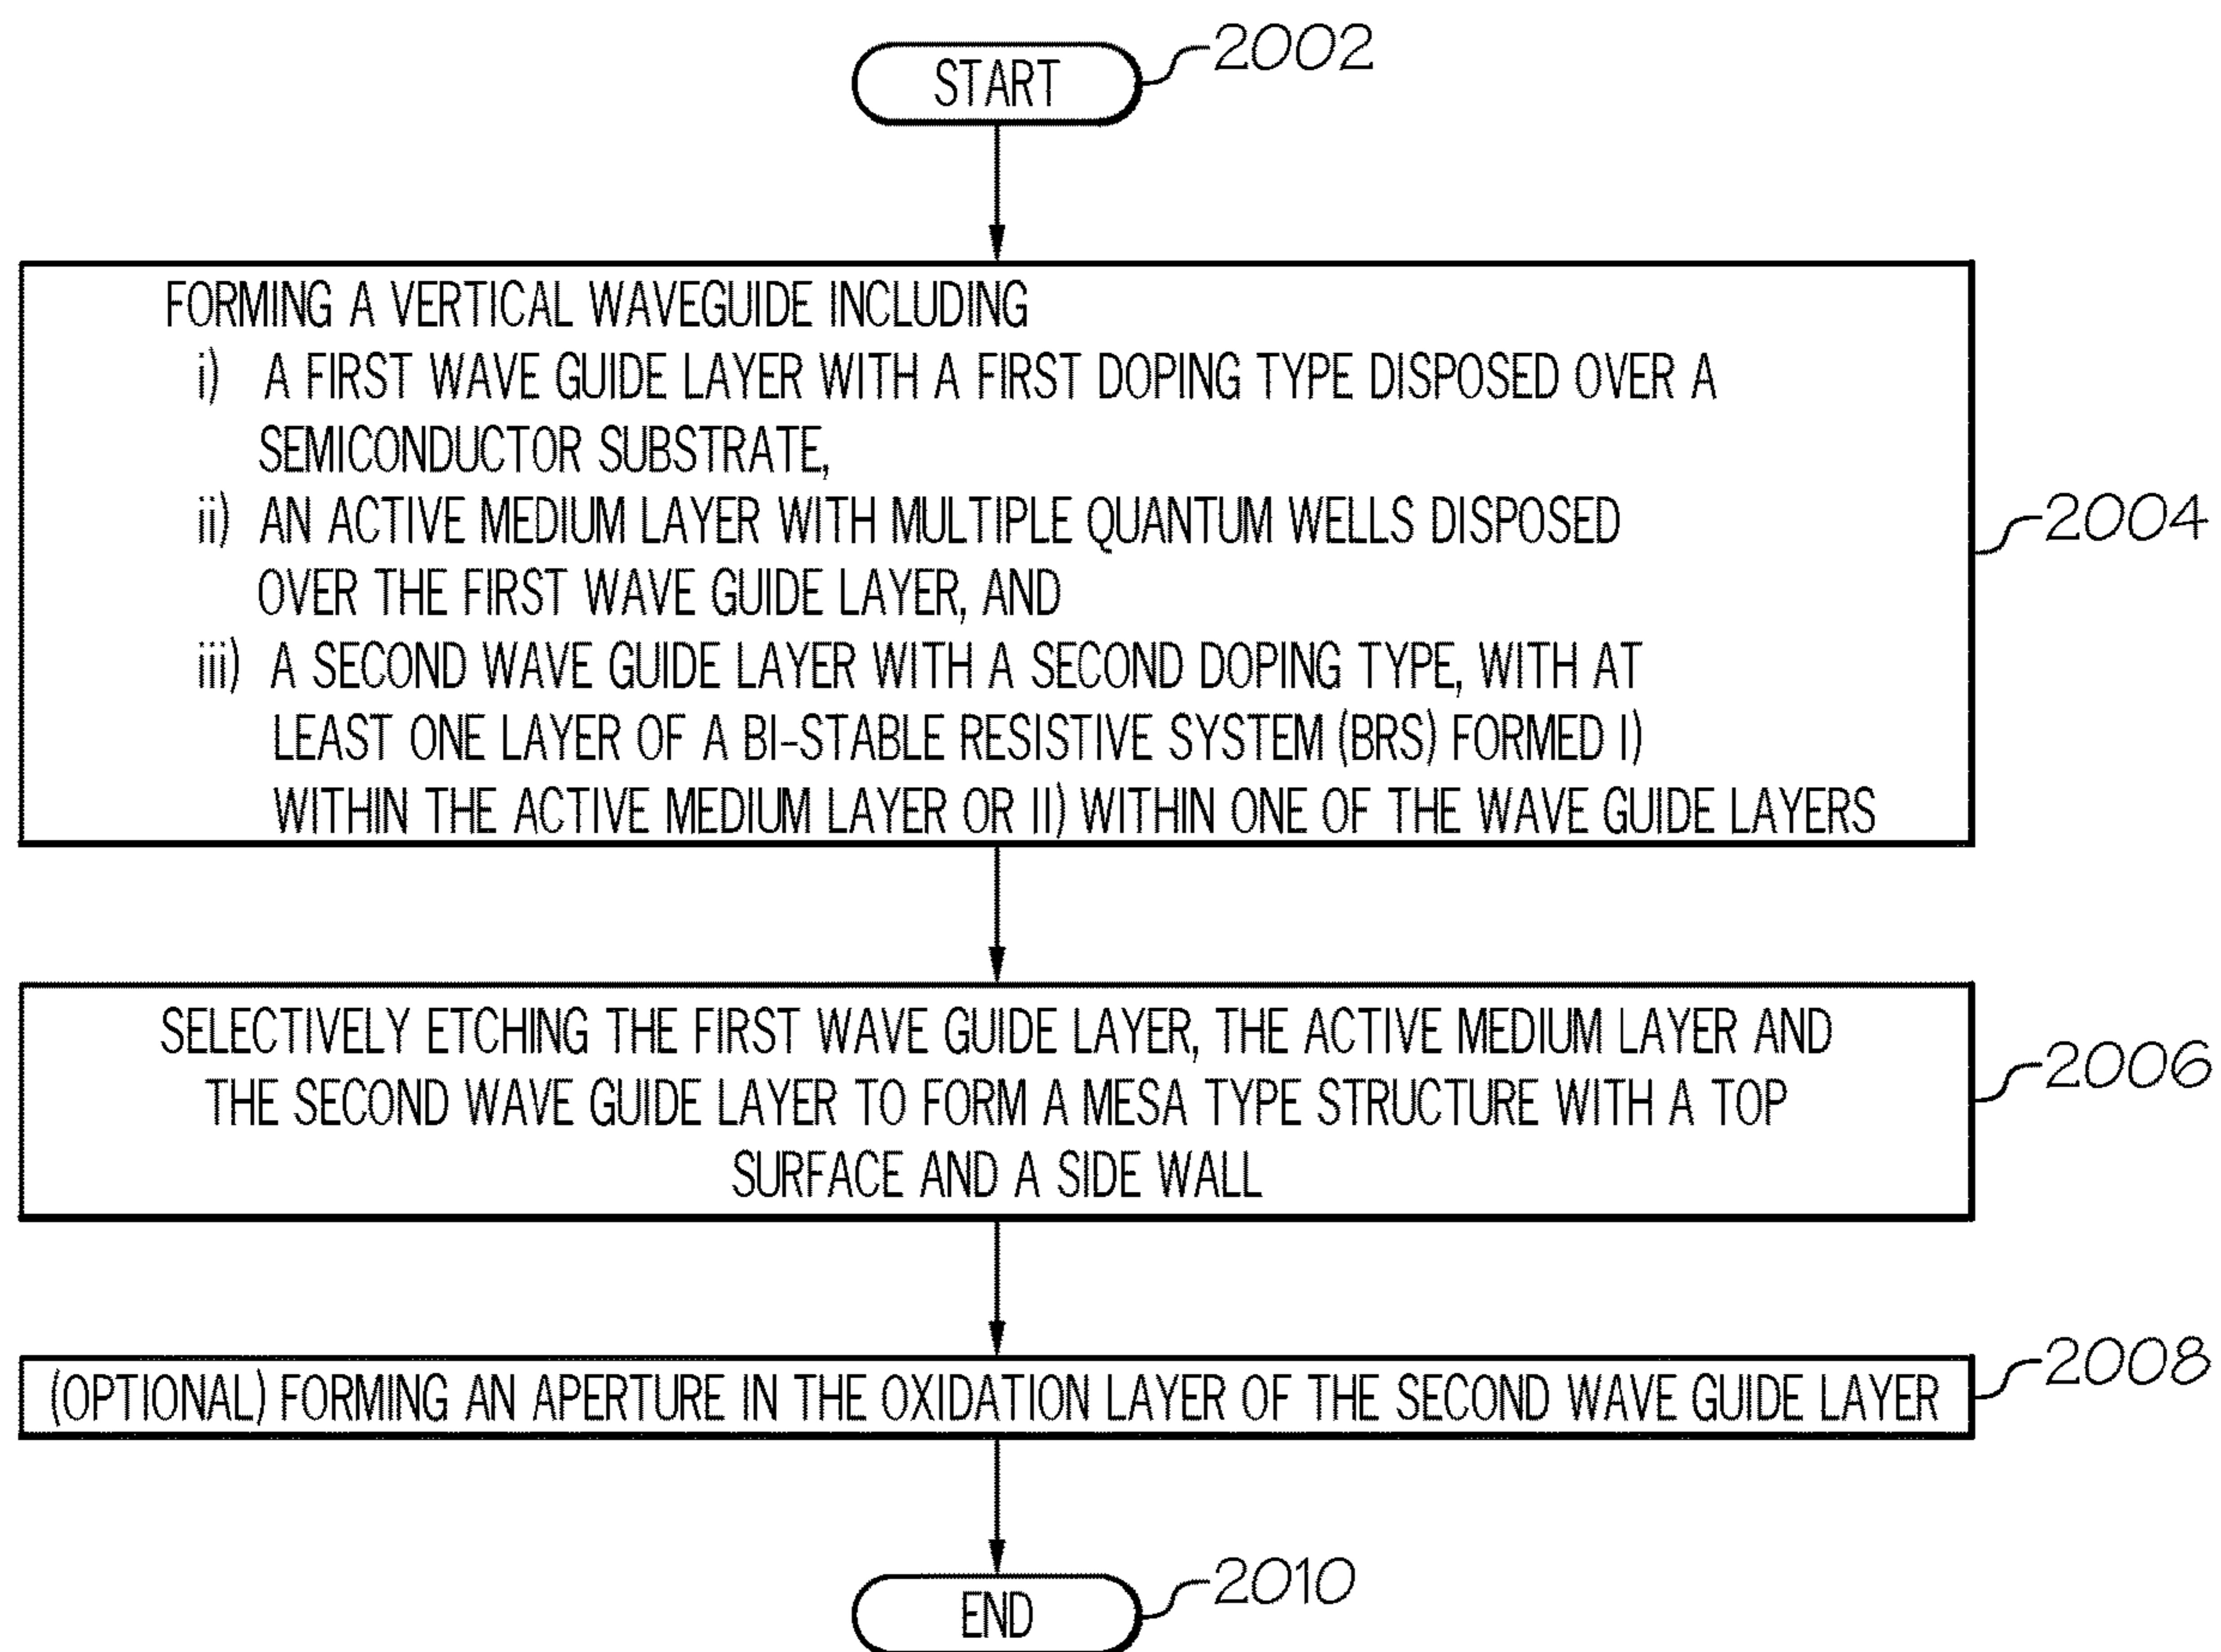 START
2002
FORMING A VERTICAL WAVEGUIDE INCLUDING
i) A FIRST WAVE GUIDE LAYER WITH A FIRST DOPING TYPE DISPOSED OVER A
SEMICONDUCTOR SUBSTRATE,
ii) AN ACTIVE MEDIUM LAYER WITH MULTIPLE QUANTUM WELLS DISPOSED
OVER THE FIRST WAVE GUIDE LAYER, AND
iii) A SECOND WAVE GUIDE LAYER WITH A SECOND DOPING TYPE, WITH AT
LEAST ONE LAYER OF A BI-STABLE RESISTIVE SYSTEM (BRS) FORMED I)
WITHIN THE ACTIVE MEDIUM LAYER OR II) WITHIN ONE OF THE WAVE GUIDE LAYERS
2004
SELECTIVELY ETCHING THE FIRST WAVE GUIDE LAYER, THE ACTIVE MEDIUM LAYER AND
THE SECOND WAVE GUIDE LAYER TO FORM A MESA TYPE STRUCTURE WITH A TOP
SURFACE AND A SIDE WALL
2006
(OPTIONAL) FORMING AN APERTURE IN THE OXIDATION LAYER OF THE SECOND WAVE GUIDE LAYER
2008
END
2010